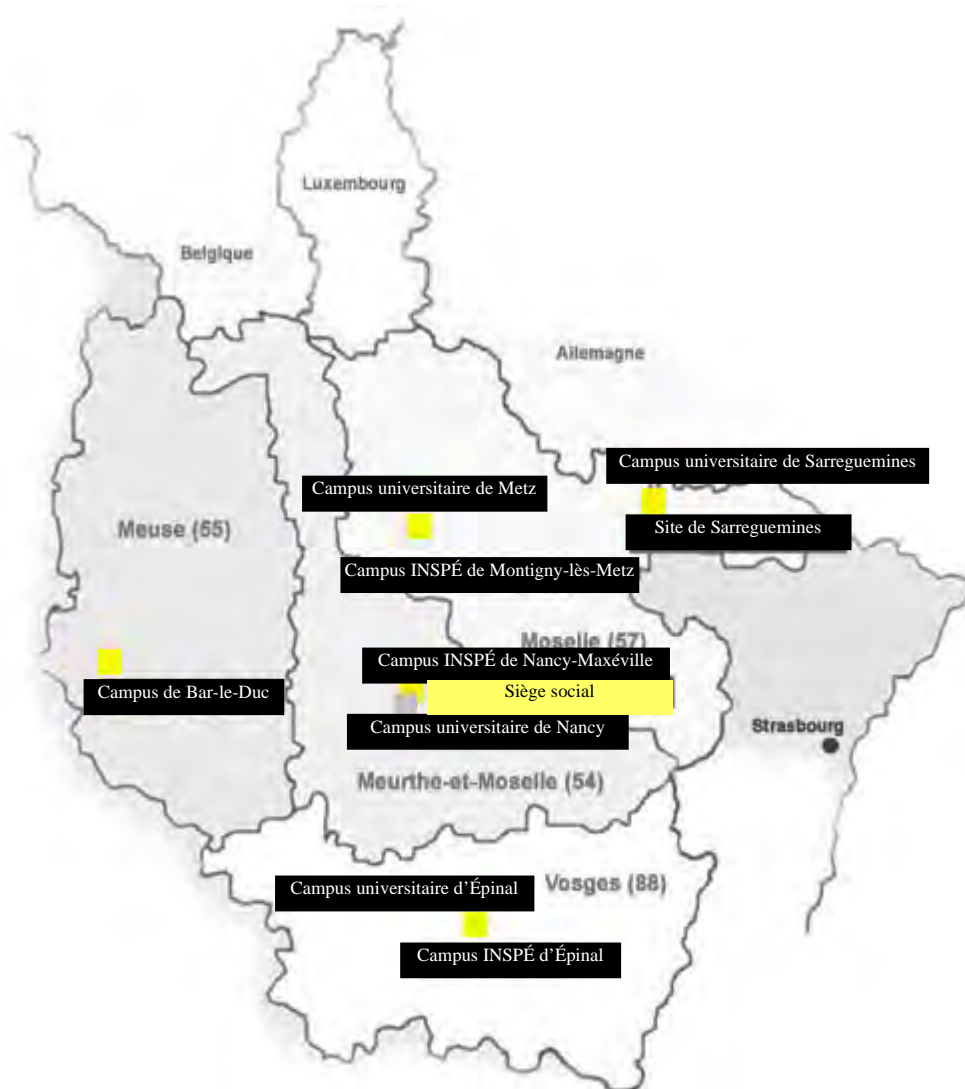 Luxembourg
Belgique
Allemagne
Campus universitaire de Sarreguemines
Campus universitaire de Metz
Meuse (55)
Site de Sarreguemines
Campus INSPÉ de Montigny-lès-Metz
Moselle (57)
Campus INSPÉ de Nancy-Maxéville
Campus de Bar-le-Duc
Siège social
Campus universitaire de Nancy
Strasbourg
Meurthe-et-Moselle (54)
Campus universitaire d’Épinal
Vosges (88)
Campus INSPÉ d’Épinal